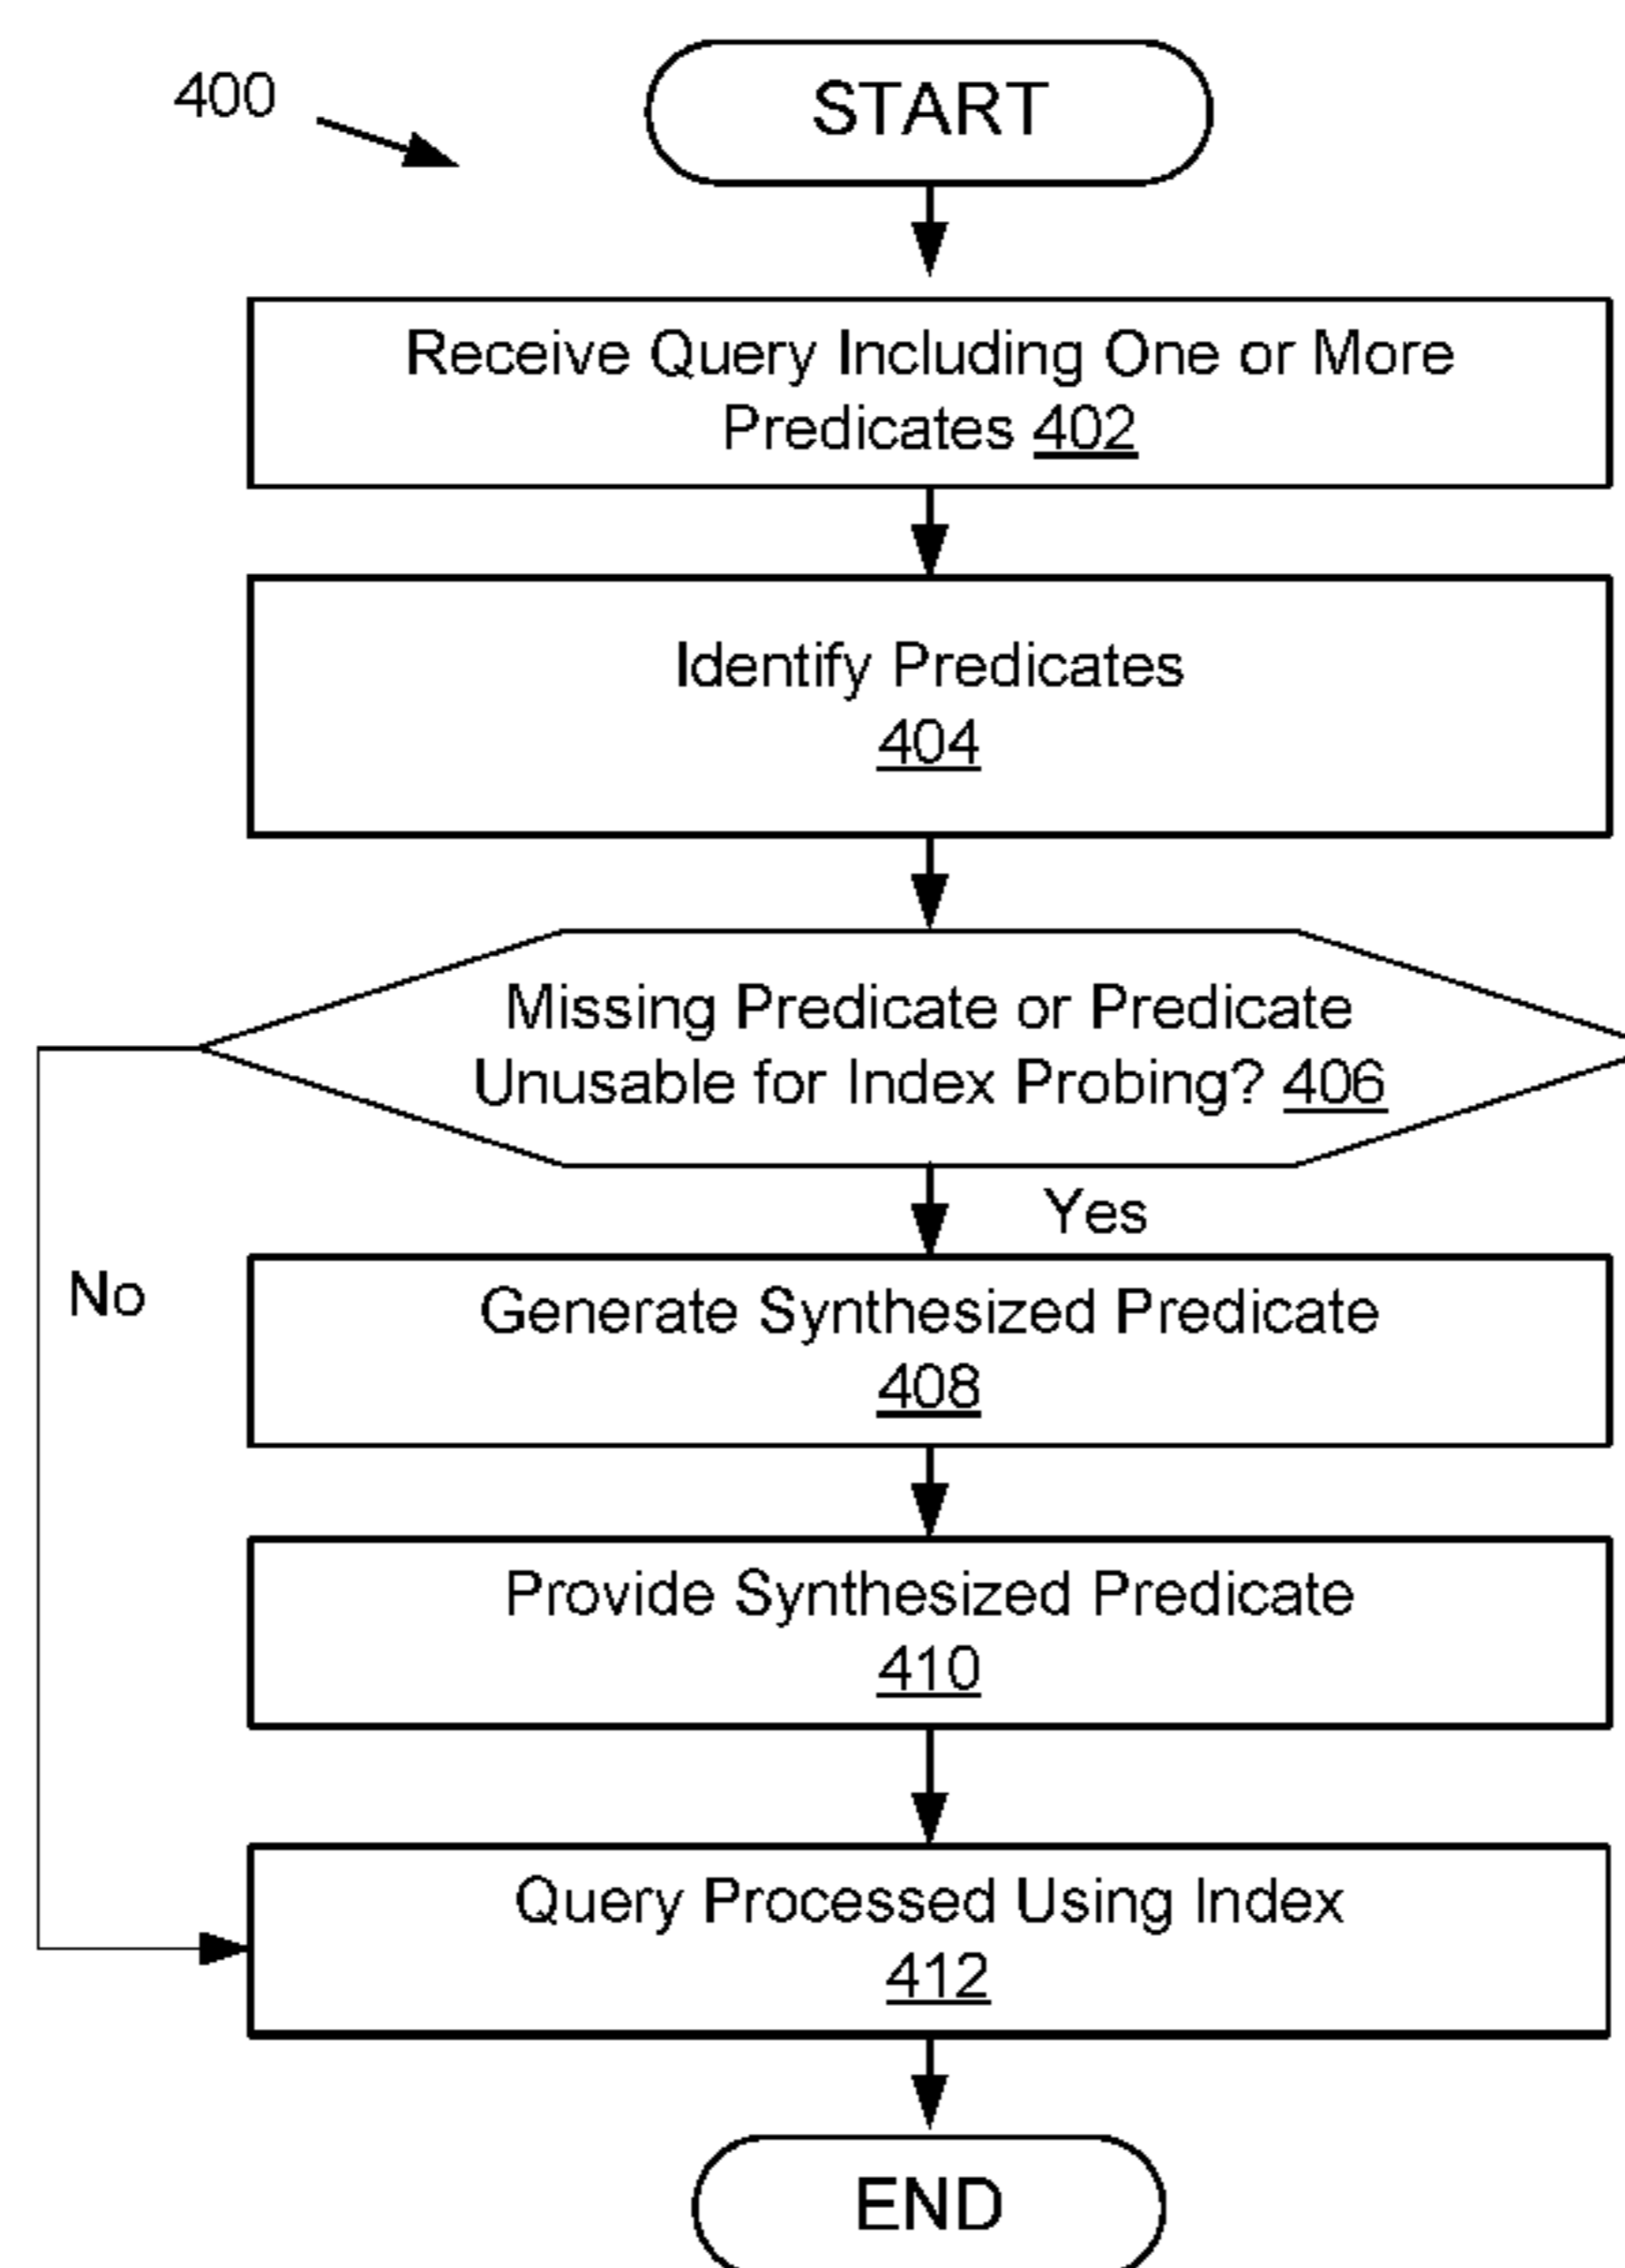 400
START
Receive Query Including One or More
Predicates 402
Identify Predicates
404
Missing Predicate or Predicate
Unusable for Index Probing? 406
Yes
No
Generate Synthesized Predicate
408
Provide Synthesized Predicate
410
Query Processed Using Index
412
END